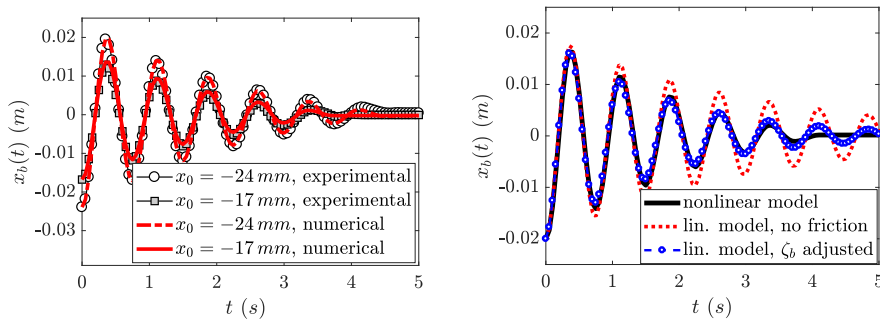 0.02
0.01
0
-0.01
-0.02
-0.03
x_b(t) (m)
x_0 = −24 mm, experimental
x_0 = −17 mm, experimental
x_0 = −24 mm, numerical
x_0 = −17 mm, numerical
0 1 2 3 4 5
t (s)
0.02
0.01
0
-0.01
-0.02
x_b(t) (m)
nonlinear model
lin. model, no friction
lin. model, ζ_b adjusted
0 1 2 3 4 5
t (s)